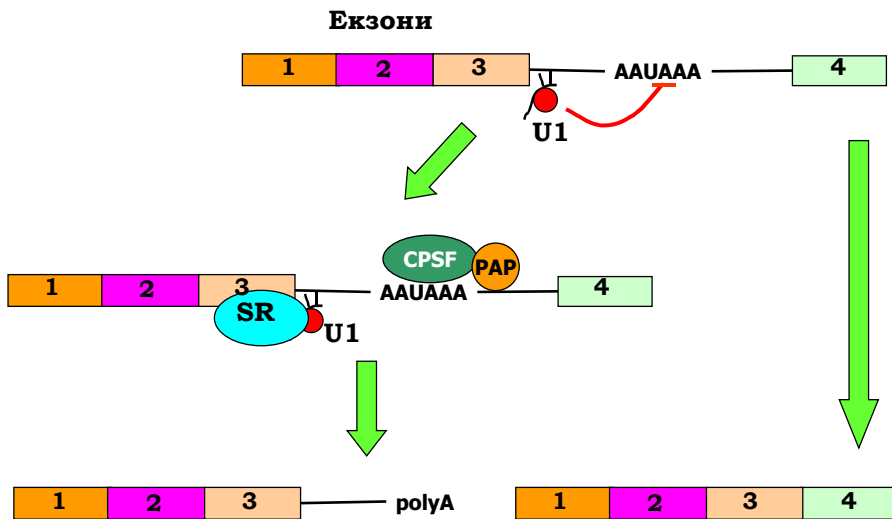 Екзони
1 2 3 AAUAAA 4
U1
CPSF
PAP
1 2 3 AAUAAA 4
SR
U1
1 2 3 polyA
1 2 3 4